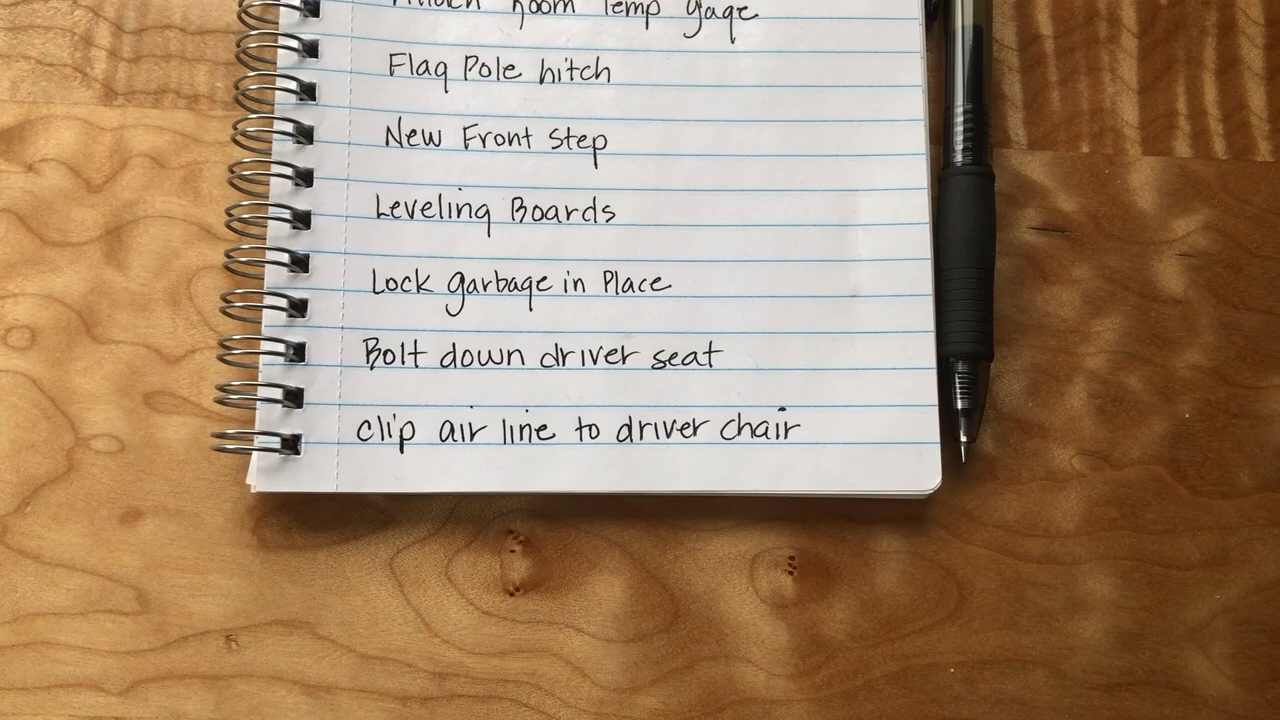 Room Temp gage
Flag Pole hitch
New Front step
Leveling Boards
Lock garbage in Place
Bolt down driver seat
clip air line to driver chair